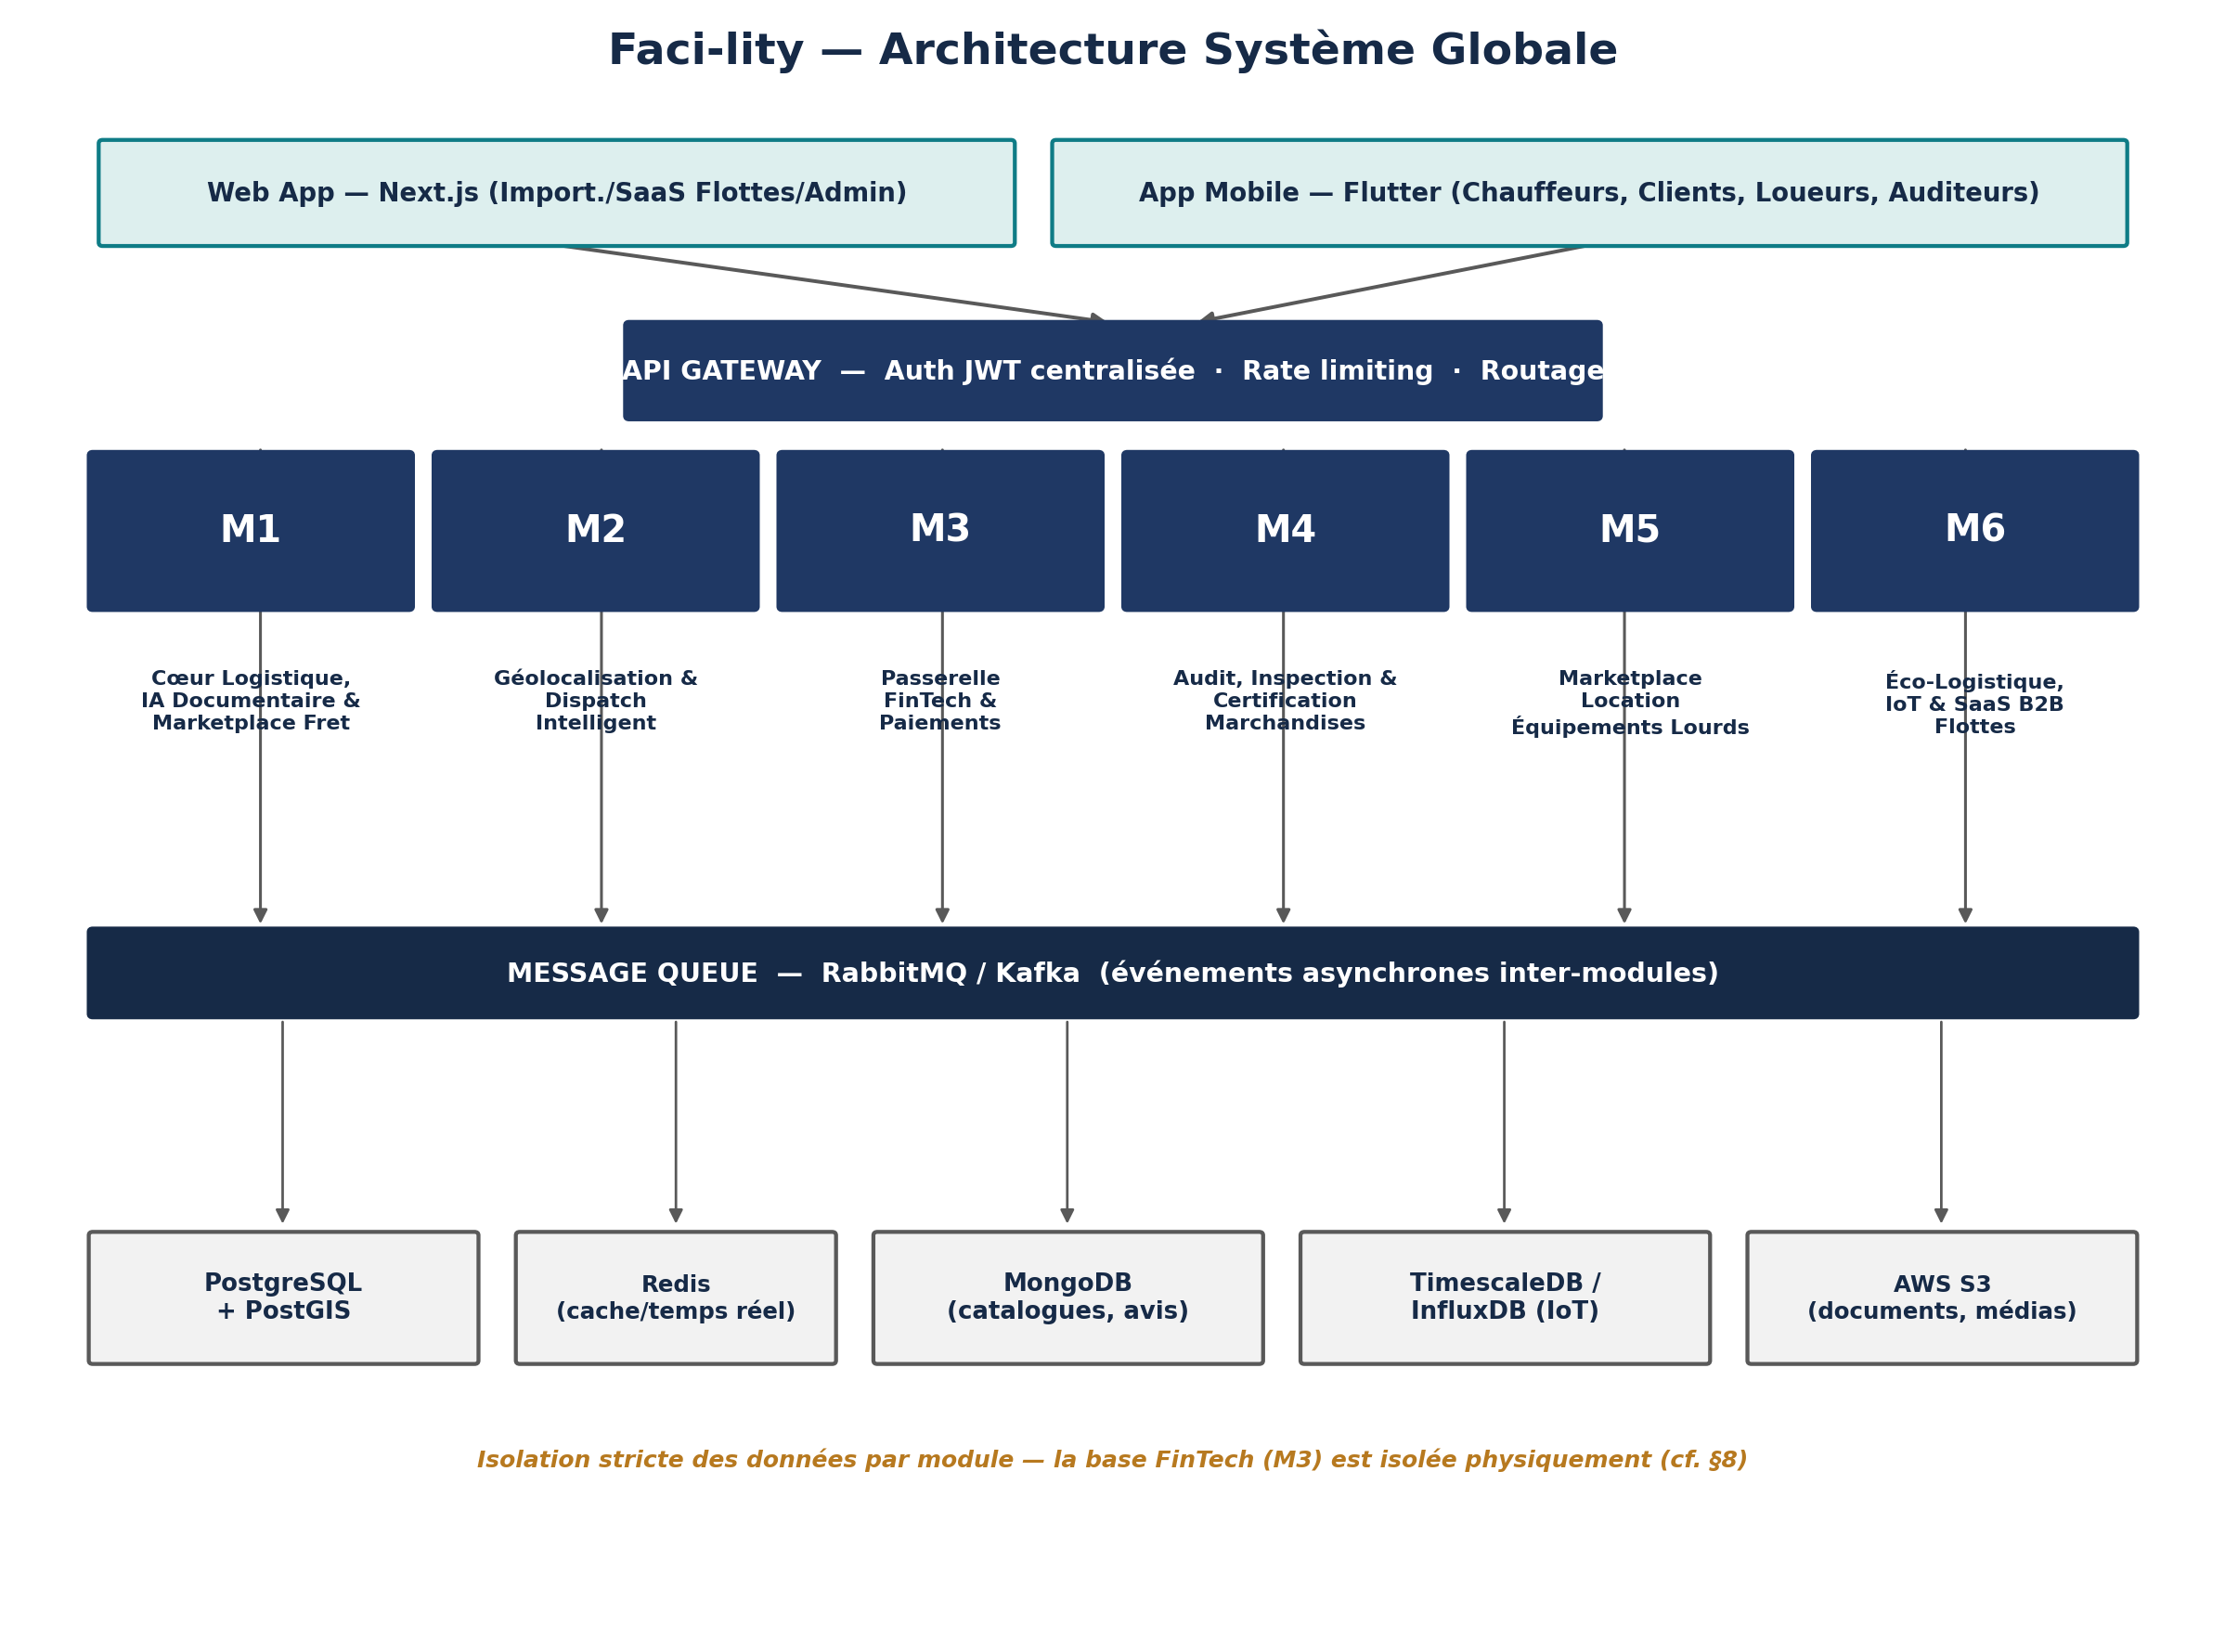 Faci-lity — Architecture Système Globale
Web App — Next.js (Import./SaaS Flottes/Admin)
App Mobile — Flutter (Chauffeurs, Clients, Loueurs, Auditeurs)
API GATEWAY — Auth JWT centralisée · Rate limiting · Routage
M1
M2
M3
M4
M5
M6
Cœur Logistique,
IA Documentaire &
Marketplace Fret
Géolocalisation &
Dispatch
Intelligent
Passerelle
FinTech &
Paiements
Audit, Inspection &
Certification
Marchandises
Marketplace
Location
Équipements Lourds
Éco-Logistique,
IoT & SaaS B2B
Flottes
MESSAGE QUEUE — RabbitMQ / Kafka (événements asynchrones inter-modules)
PostgreSQL
+ PostGIS
Redis
(cache/temps réel)
MongoDB
(catalogues, avis)
TimescaleDB /
InfluxDB (IoT)
AWS S3
(documents, médias)
Isolation stricte des données par module — la base FinTech (M3) est isolée physiquement (cf. §8)